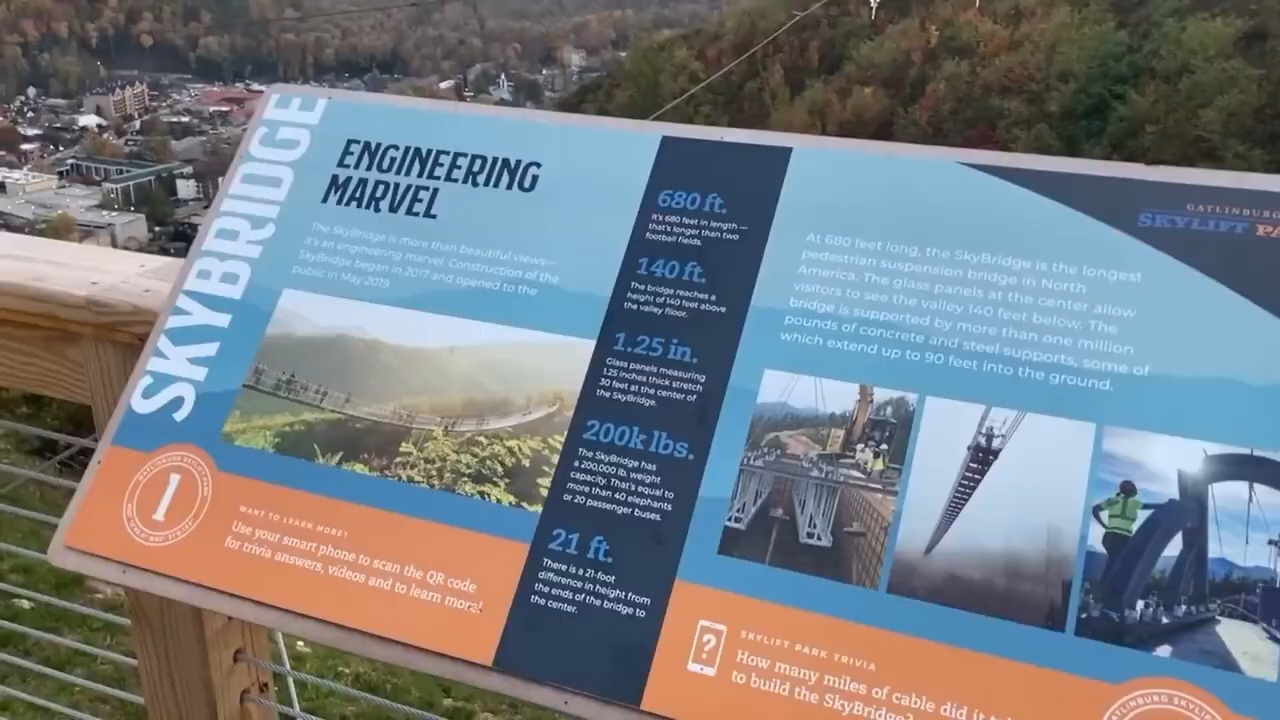 SKYBRIDGE
ENGINEERING
MARVEL
The SkyBridge is more than beautiful views—
it's an engineering marvel. Construction of the
SkyBridge began in 2017 and opened to the
public in May 2019.
1
WANT TO LEARN MORE?
Use your smart phone to scan the QR code
for trivia answers, videos and to learn more!
680 ft.
It's 680 feet in length —
that's longer than two
football fields.
140 ft.
The bridge reaches a
height of 140 feet above
the valley floor.
1.25 in.
Glass panels measuring
1.25 inches thick stretch
30 feet at the center of
the SkyBridge.
200k lbs.
The SkyBridge has
a 200,000 lb. weight
capacity. That's equal to
more than 40 elephants
or 20 passenger buses.
21 ft.
There is a 21-foot
difference in height from
the ends of the bridge to
the center.
GATLINBURG
SKYLIFT PA
At 680 feet long, the SkyBridge is the longest
pedestrian suspension bridge in North
America. The glass panels at the center allow
visitors to see the valley 140 feet below. The
bridge is supported by more than one million
pounds of concrete and steel supports, some of
which extend up to 90 feet into the ground.
?
SKYLIFT PARK TRIVIA
How many miles of cable did it
to build the SkyBridge?
GATLINBURG SKYLI